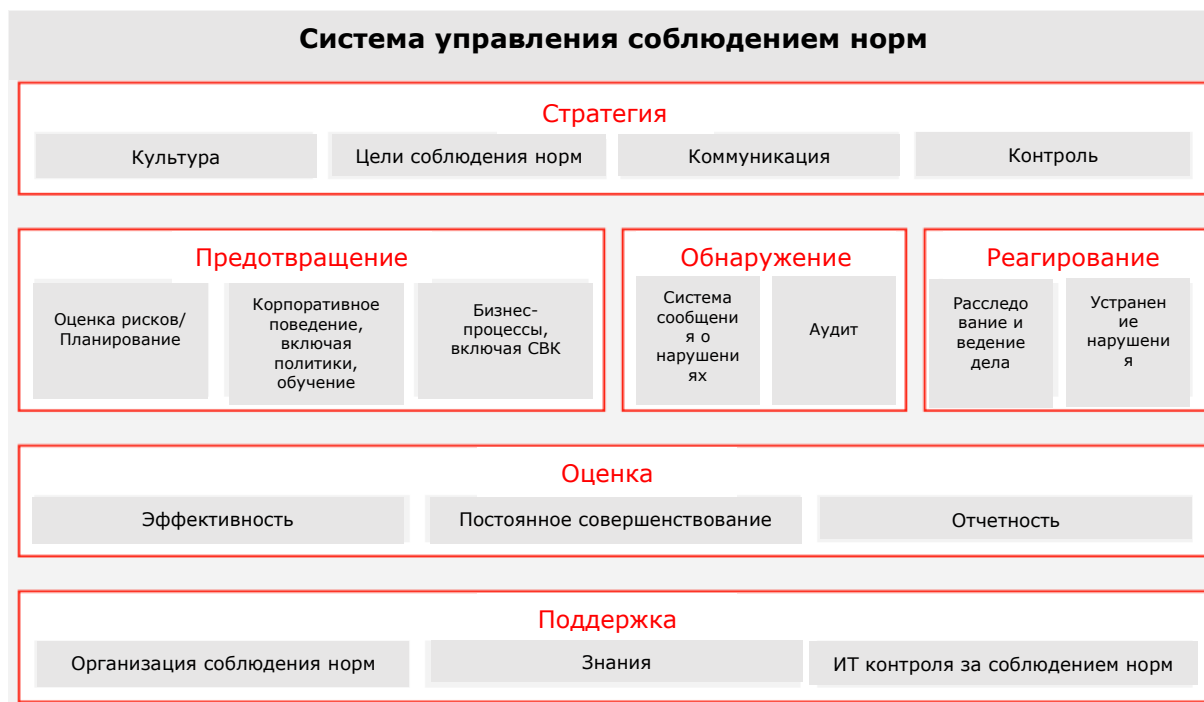 Система управления соблюдением норм
Стратегия
Культура
Цели соблюдения норм
Коммуникация
Контроль
Предотвращение
Оценка рисков/
Планирование
Корпоративное
поведение,
включая
политики,
обучение
Бизнес-
процессы,
включая СВК
Обнаружение
Система
сообщени
я о
нарушени
ях
Аудит
Реагирование
Расследо
вание и
ведение
дела
Устранен
ие
нарушени
я
Оценка
Эффективность
Постоянное совершенствование
Отчетность
Поддержка
Организация соблюдения норм
Знания
ИТ контроля за соблюдением норм